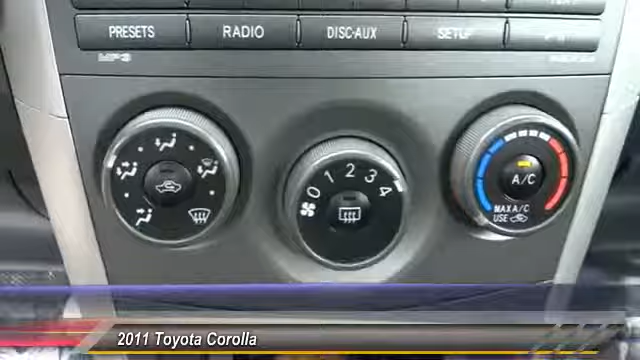 PRESETS RADIO DISC-AUX SETUP
MP3
0 1 2 3 4
A/C
MAX A/C
USE
2011 Toyota Corolla